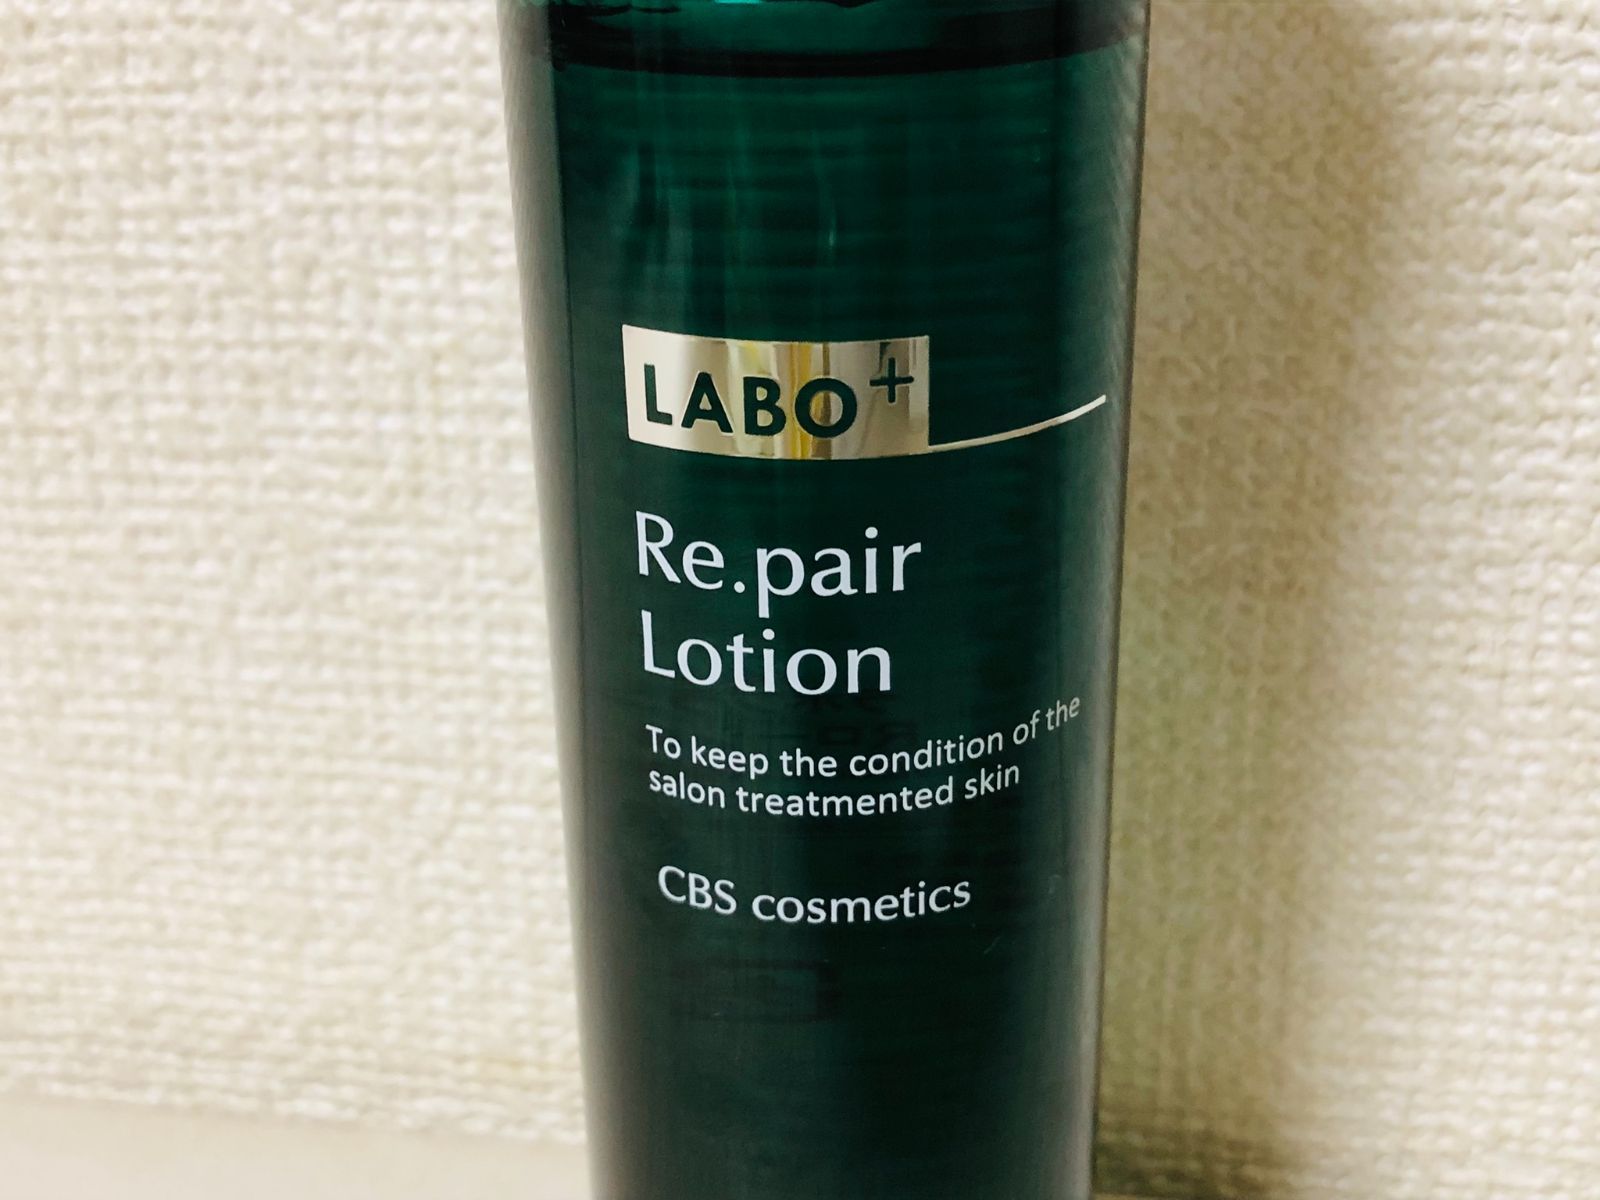 LABO+
Re.pair
Lotion
To keep the condition of the
salon treatmented skin
CBS cosmetics